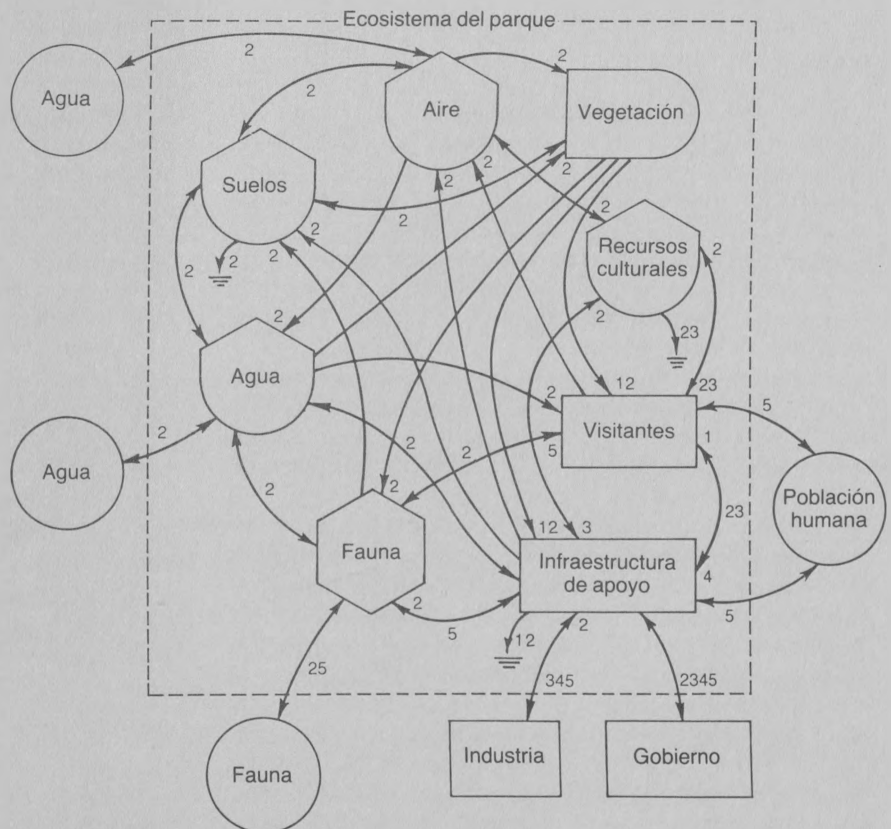 Ecosistema del parque
2
2
Agua
2
Aire
Vegetación
2
2
2
Suelos
2
2
2
2
2
2
Recursos
culturales
2
2
2
23
2
Agua
12
23
2
2
Visitantes
5
1
2
2
2
5
Población
humana
2
2
23
Agua
Fauna
12
3
Infraestructura
de apoyo
4
2
5
5
12
2
25
345
2345
Fauna
Industria
Gobierno